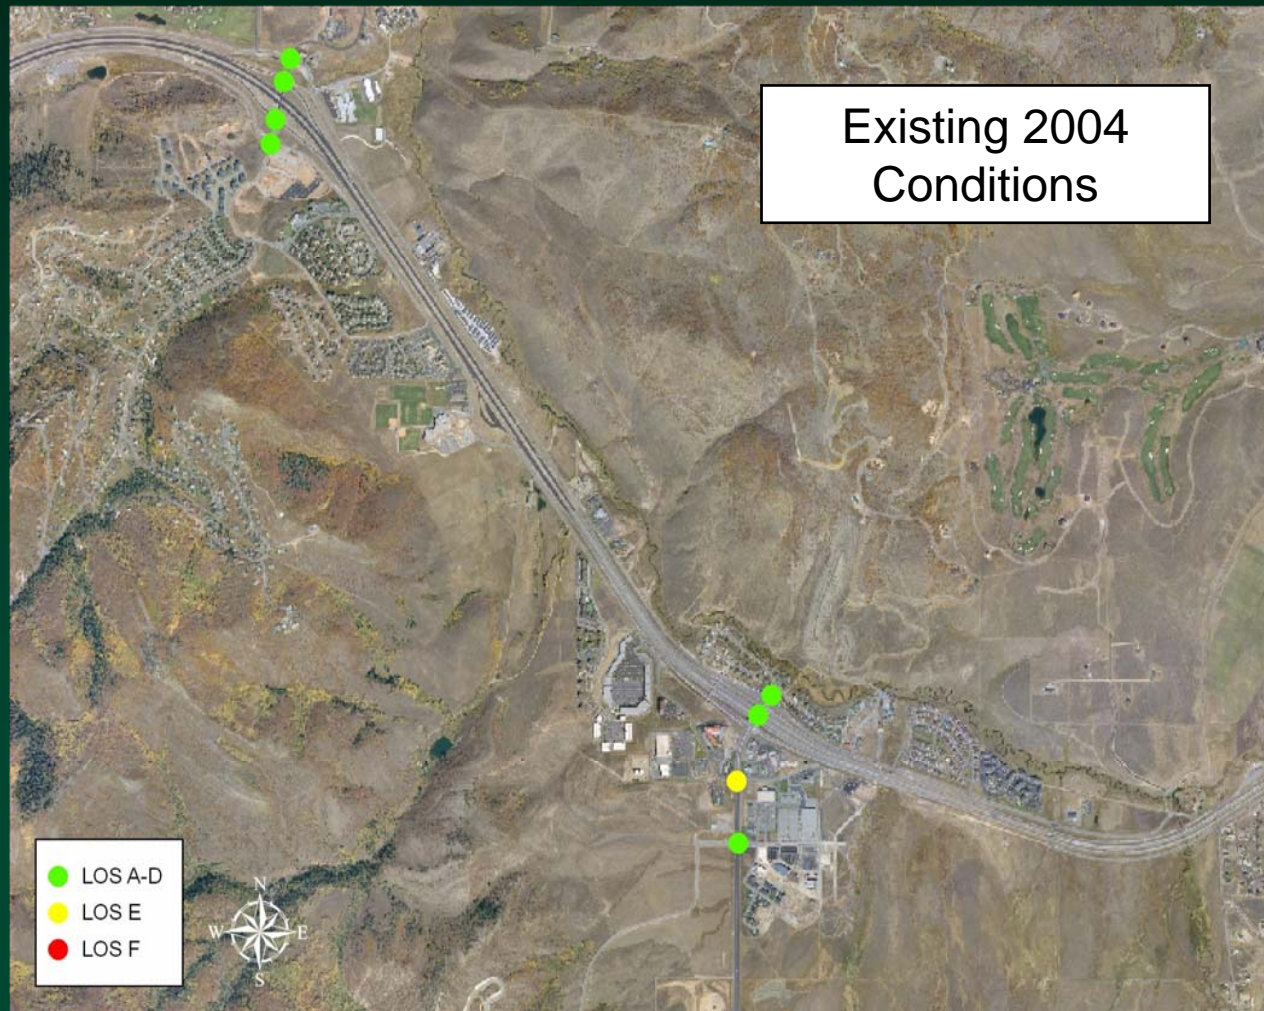 Existing 2004
Conditions
LOS A-D
LOS E
LOS F
N
W E
S